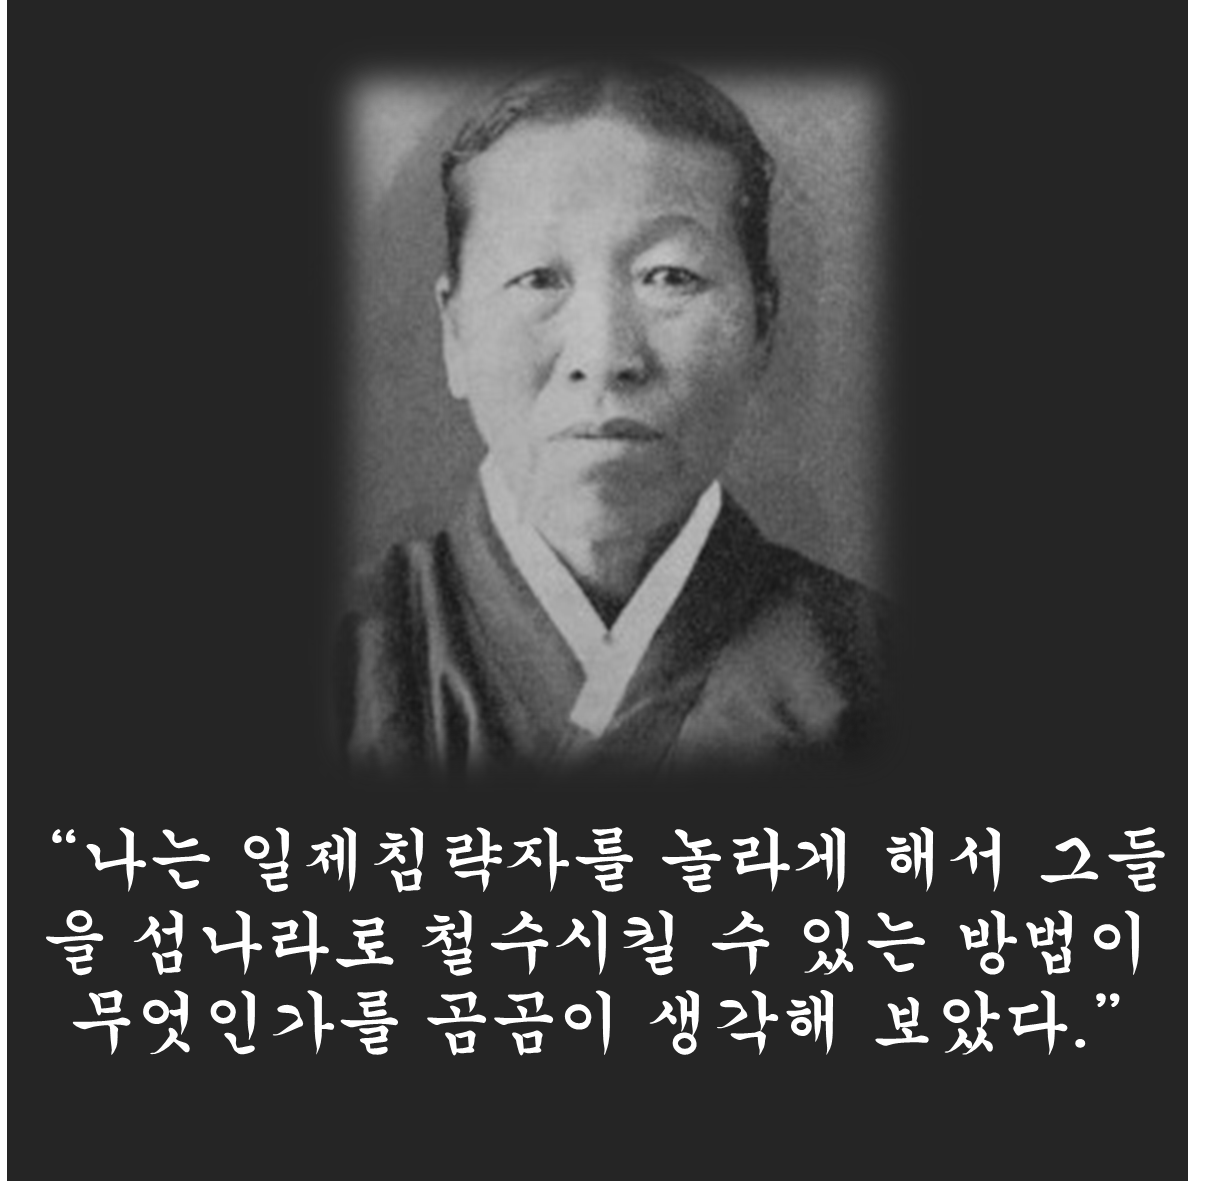 “나는 일제침략자를 놀라게 해서 그들
을 섬나라로 철수시킬 수 있는 방법이
무엇인가를 곰곰이 생각해 보았다.”